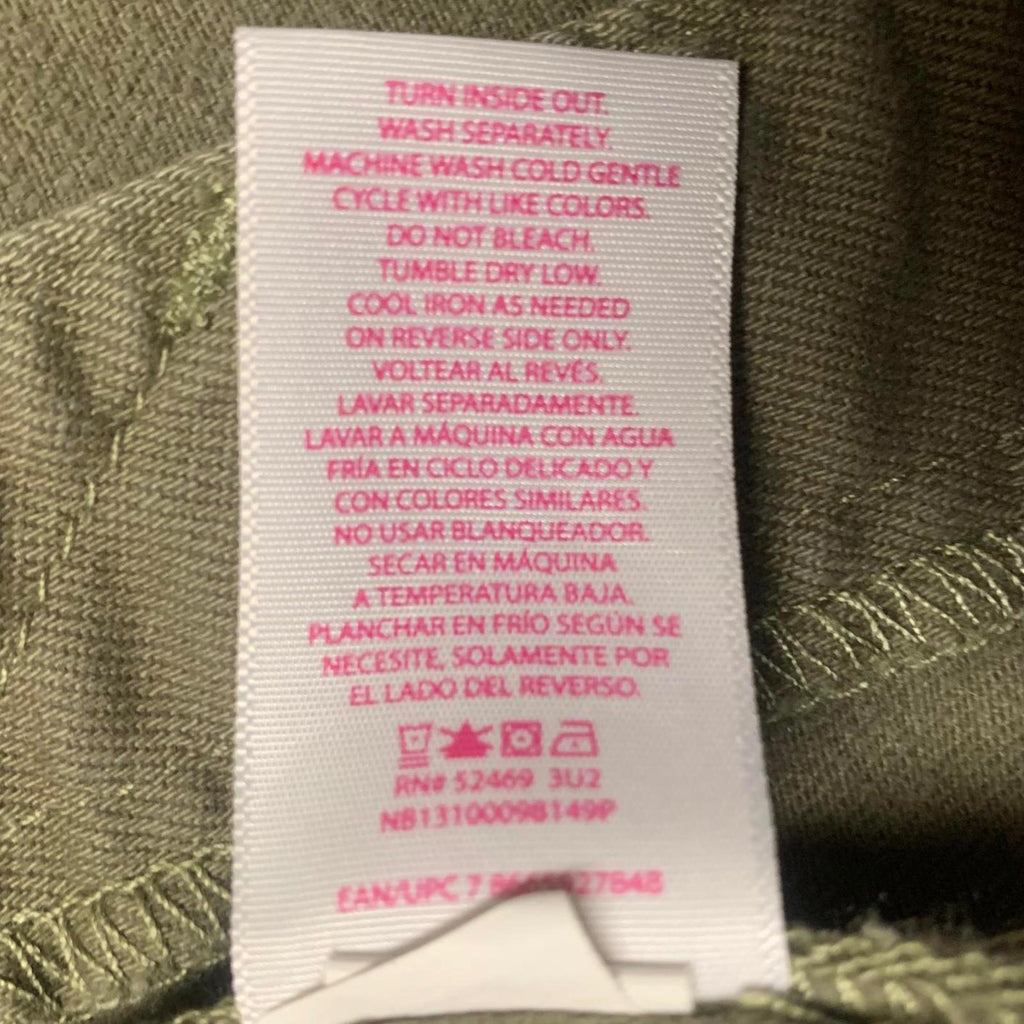 TURN INSIDE OUT.
WASH SEPARATELY.
MACHINE WASH COLD GENTLE
CYCLE WITH LIKE COLORS.
DO NOT BLEACH.
TUMBLE DRY LOW.
COOL IRON AS NEEDED
ON REVERSE SIDE ONLY.
VOLTEAR AL REVÉS.
LAVAR SEPARADAMENTE.
LAVAR A MÁQUINA CON AGUA
FRÍA EN CICLO DELICADO Y
CON COLORES SIMILARES.
NO USAR BLANQUEADOR.
SECAR EN MÁQUINA
A TEMPERATURA BAJA.
PLANCHAR EN FRÍO SEGÚN SE
NECESITE, SOLAMENTE POR
EL LADO DEL REVERSO.
RN# 52469 3U2
NB13100098149P
EAN/UPC 7